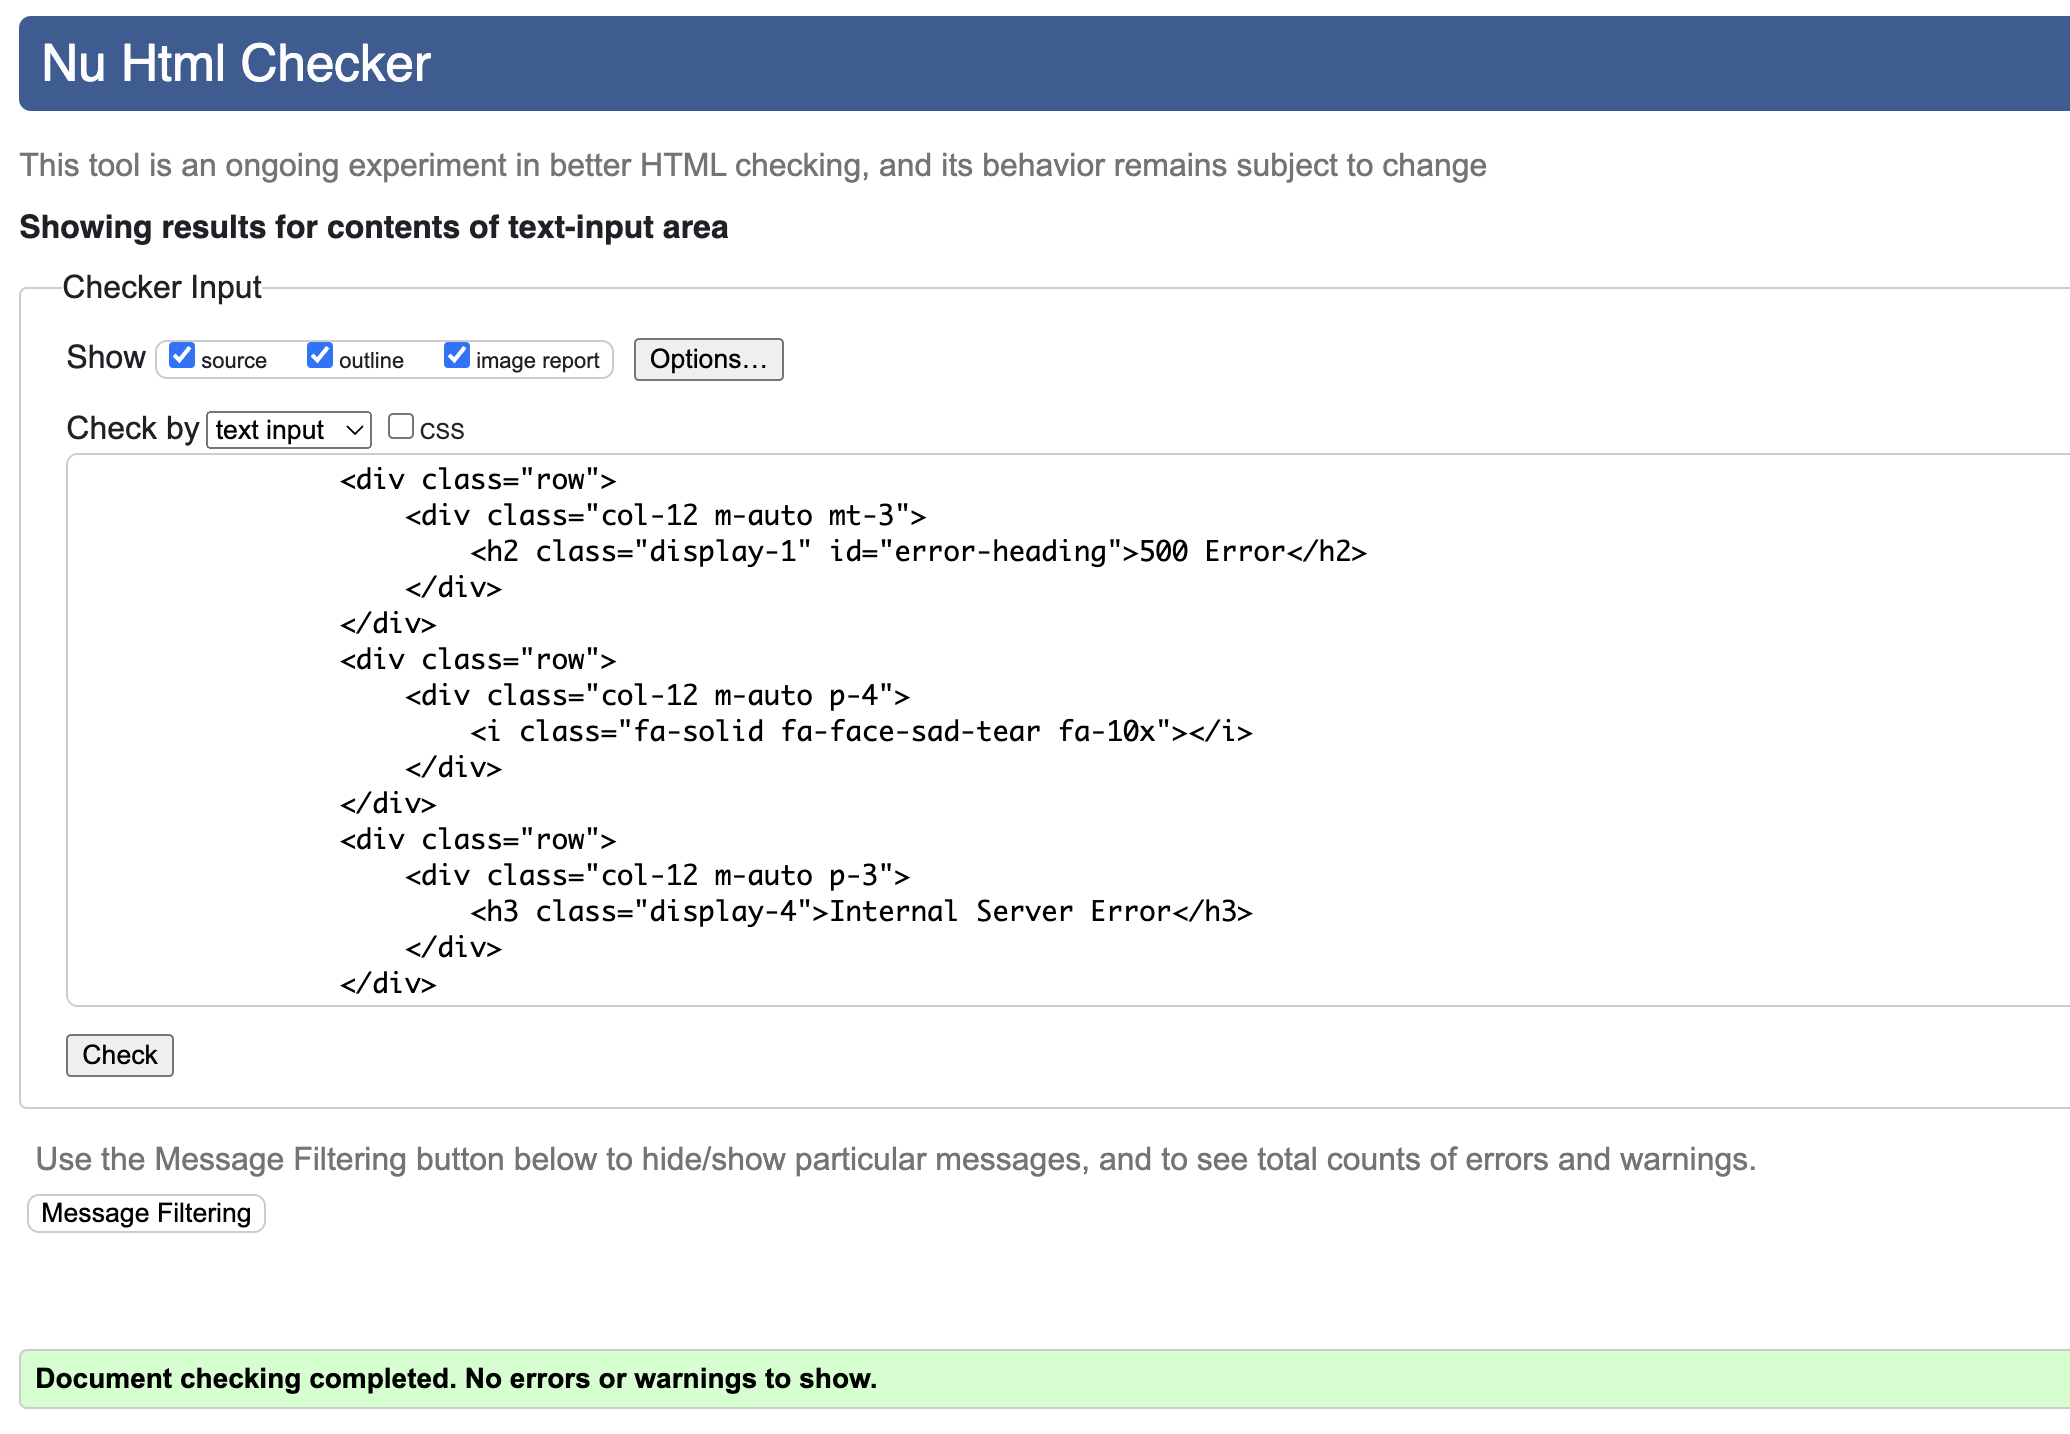 Nu Html Checker
This tool is an ongoing experiment in better HTML checking, and its behavior remains subject to change
Showing results for contents of text-input area
Checker Input
Show source outline image report Options...
Check by text input css
<div class="row">
<div class="col-12 m-auto mt-3">
<h2 class="display-1" id="error-heading">500 Error</h2>
</div>
</div>
<div class="row">
<div class="col-12 m-auto p-4">
<i class="fa-solid fa-face-sad-tear fa-10x"></i>
</div>
</div>
<div class="row">
<div class="col-12 m-auto p-3">
<h3 class="display-4">Internal Server Error</h3>
</div>
</div>
Check
Use the Message Filtering button below to hide/show particular messages, and to see total counts of errors and warnings.
Message Filtering
Document checking completed. No errors or warnings to show.